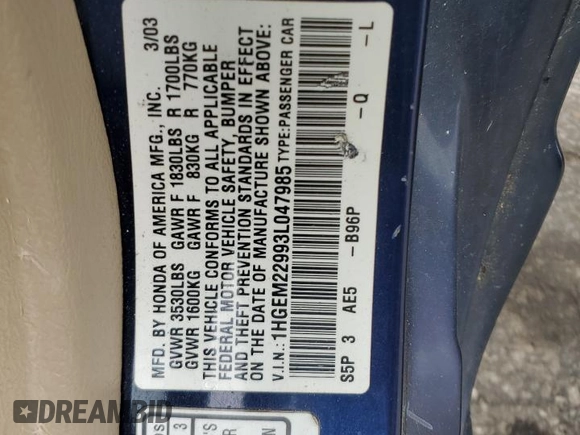 MFD. BY HONDA OF AMERICA MFG., INC. 3/03
GVWR 3530LBS GAWR F 1830LBS R 1700LBS
GVWR 1600KG GAWR F 830KG R 770KG
THIS VEHICLE CONFORMS TO ALL APPLICABLE
FEDERAL MOTOR VEHICLE SAFETY, BUMPER
AND THEFT PREVENTION STANDARDS IN EFFECT
ON THE DATE OF MANUFACTURE SHOWN ABOVE:
V.I.N.: 1HGEM22993L047985 TYPE: PASSENGER CAR
S5P 3 AE5 -B96P -Q -L
3
DREAMBID